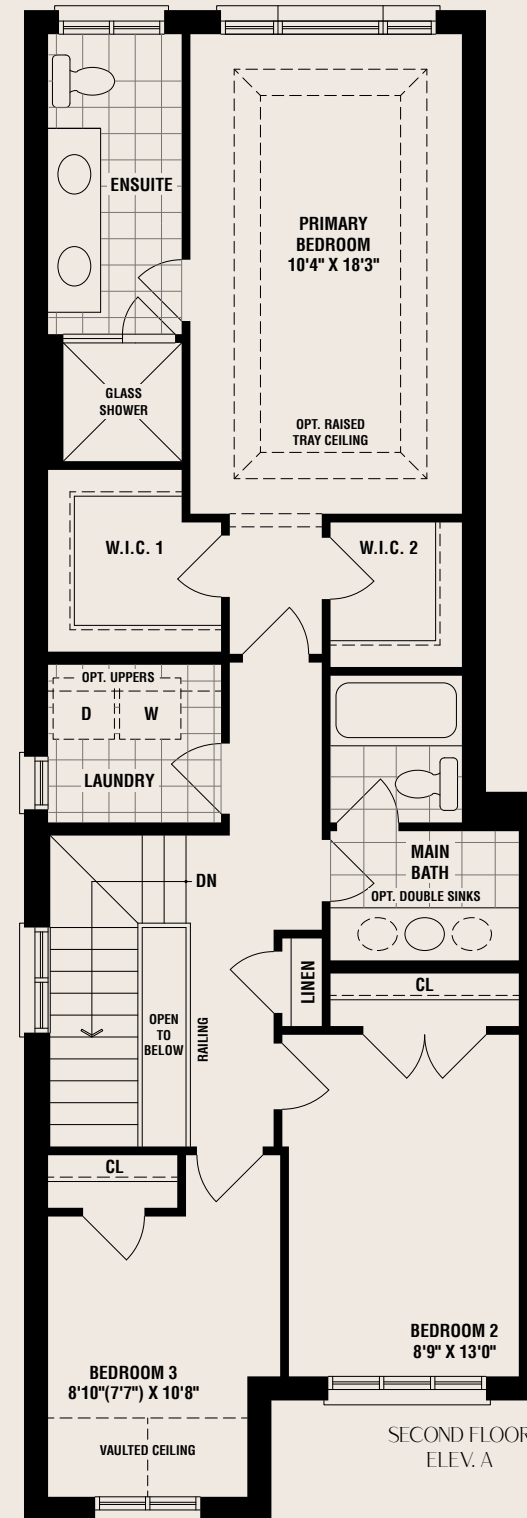 ENSUITE
PRIMARY
BEDROOM
10'4" X 18'3"
GLASS
SHOWER
OPT. RAISED
TRAY CEILING
W.I.C. 1
W.I.C. 2
OPT. UPPERS
D
W
LAUNDRY
DN
MAIN
BATH
OPT. DOUBLE SINKS
LINEN
CL
OPEN
TO
BELOW
RAILING
CL
BEDROOM 2
8'9" X 13'0"
BEDROOM 3
8'10"(7'7") X 10'8"
VAULTED CEILING
SECOND FLOOR
ELEV. A